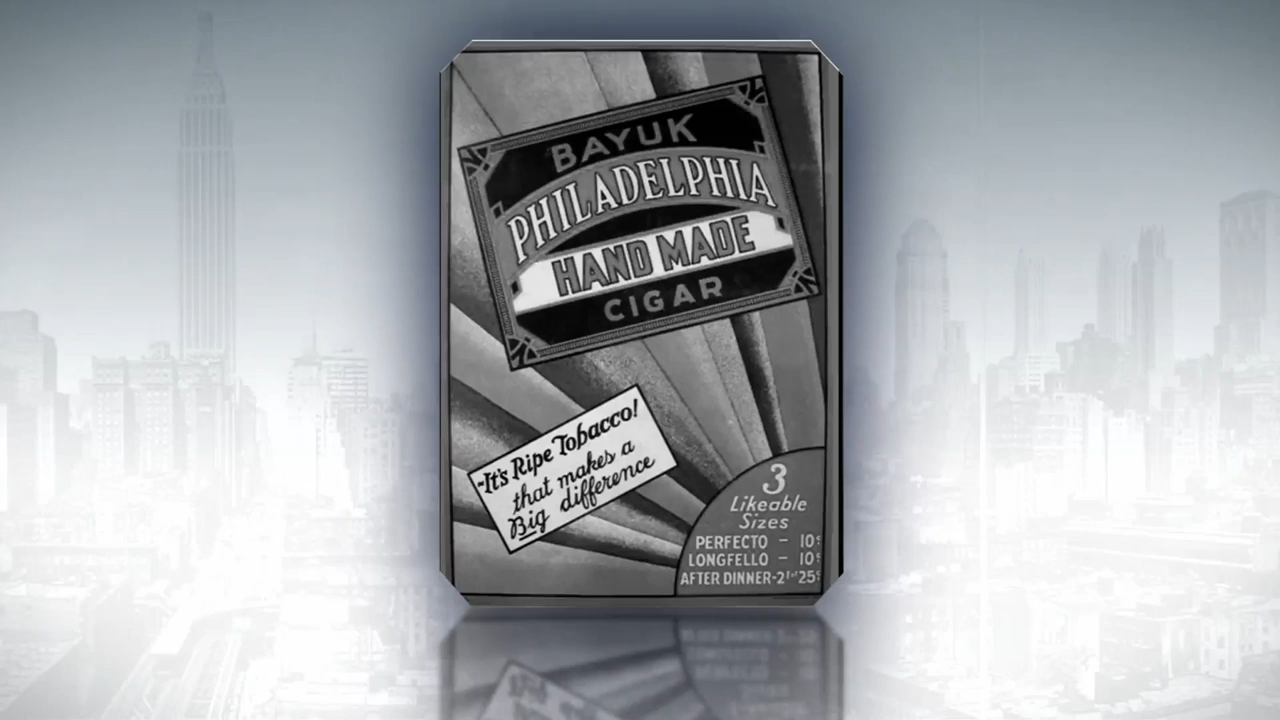 BAYUK
PHILADELPHIA
HAND MADE
CIGAR
-It's Ripe Tobacco!
that makes a
Big difference
3
Likeable
Sizes
PERFECTO - 10¢
LONGFELLO - 10¢
AFTER DINNER-2 for 25¢